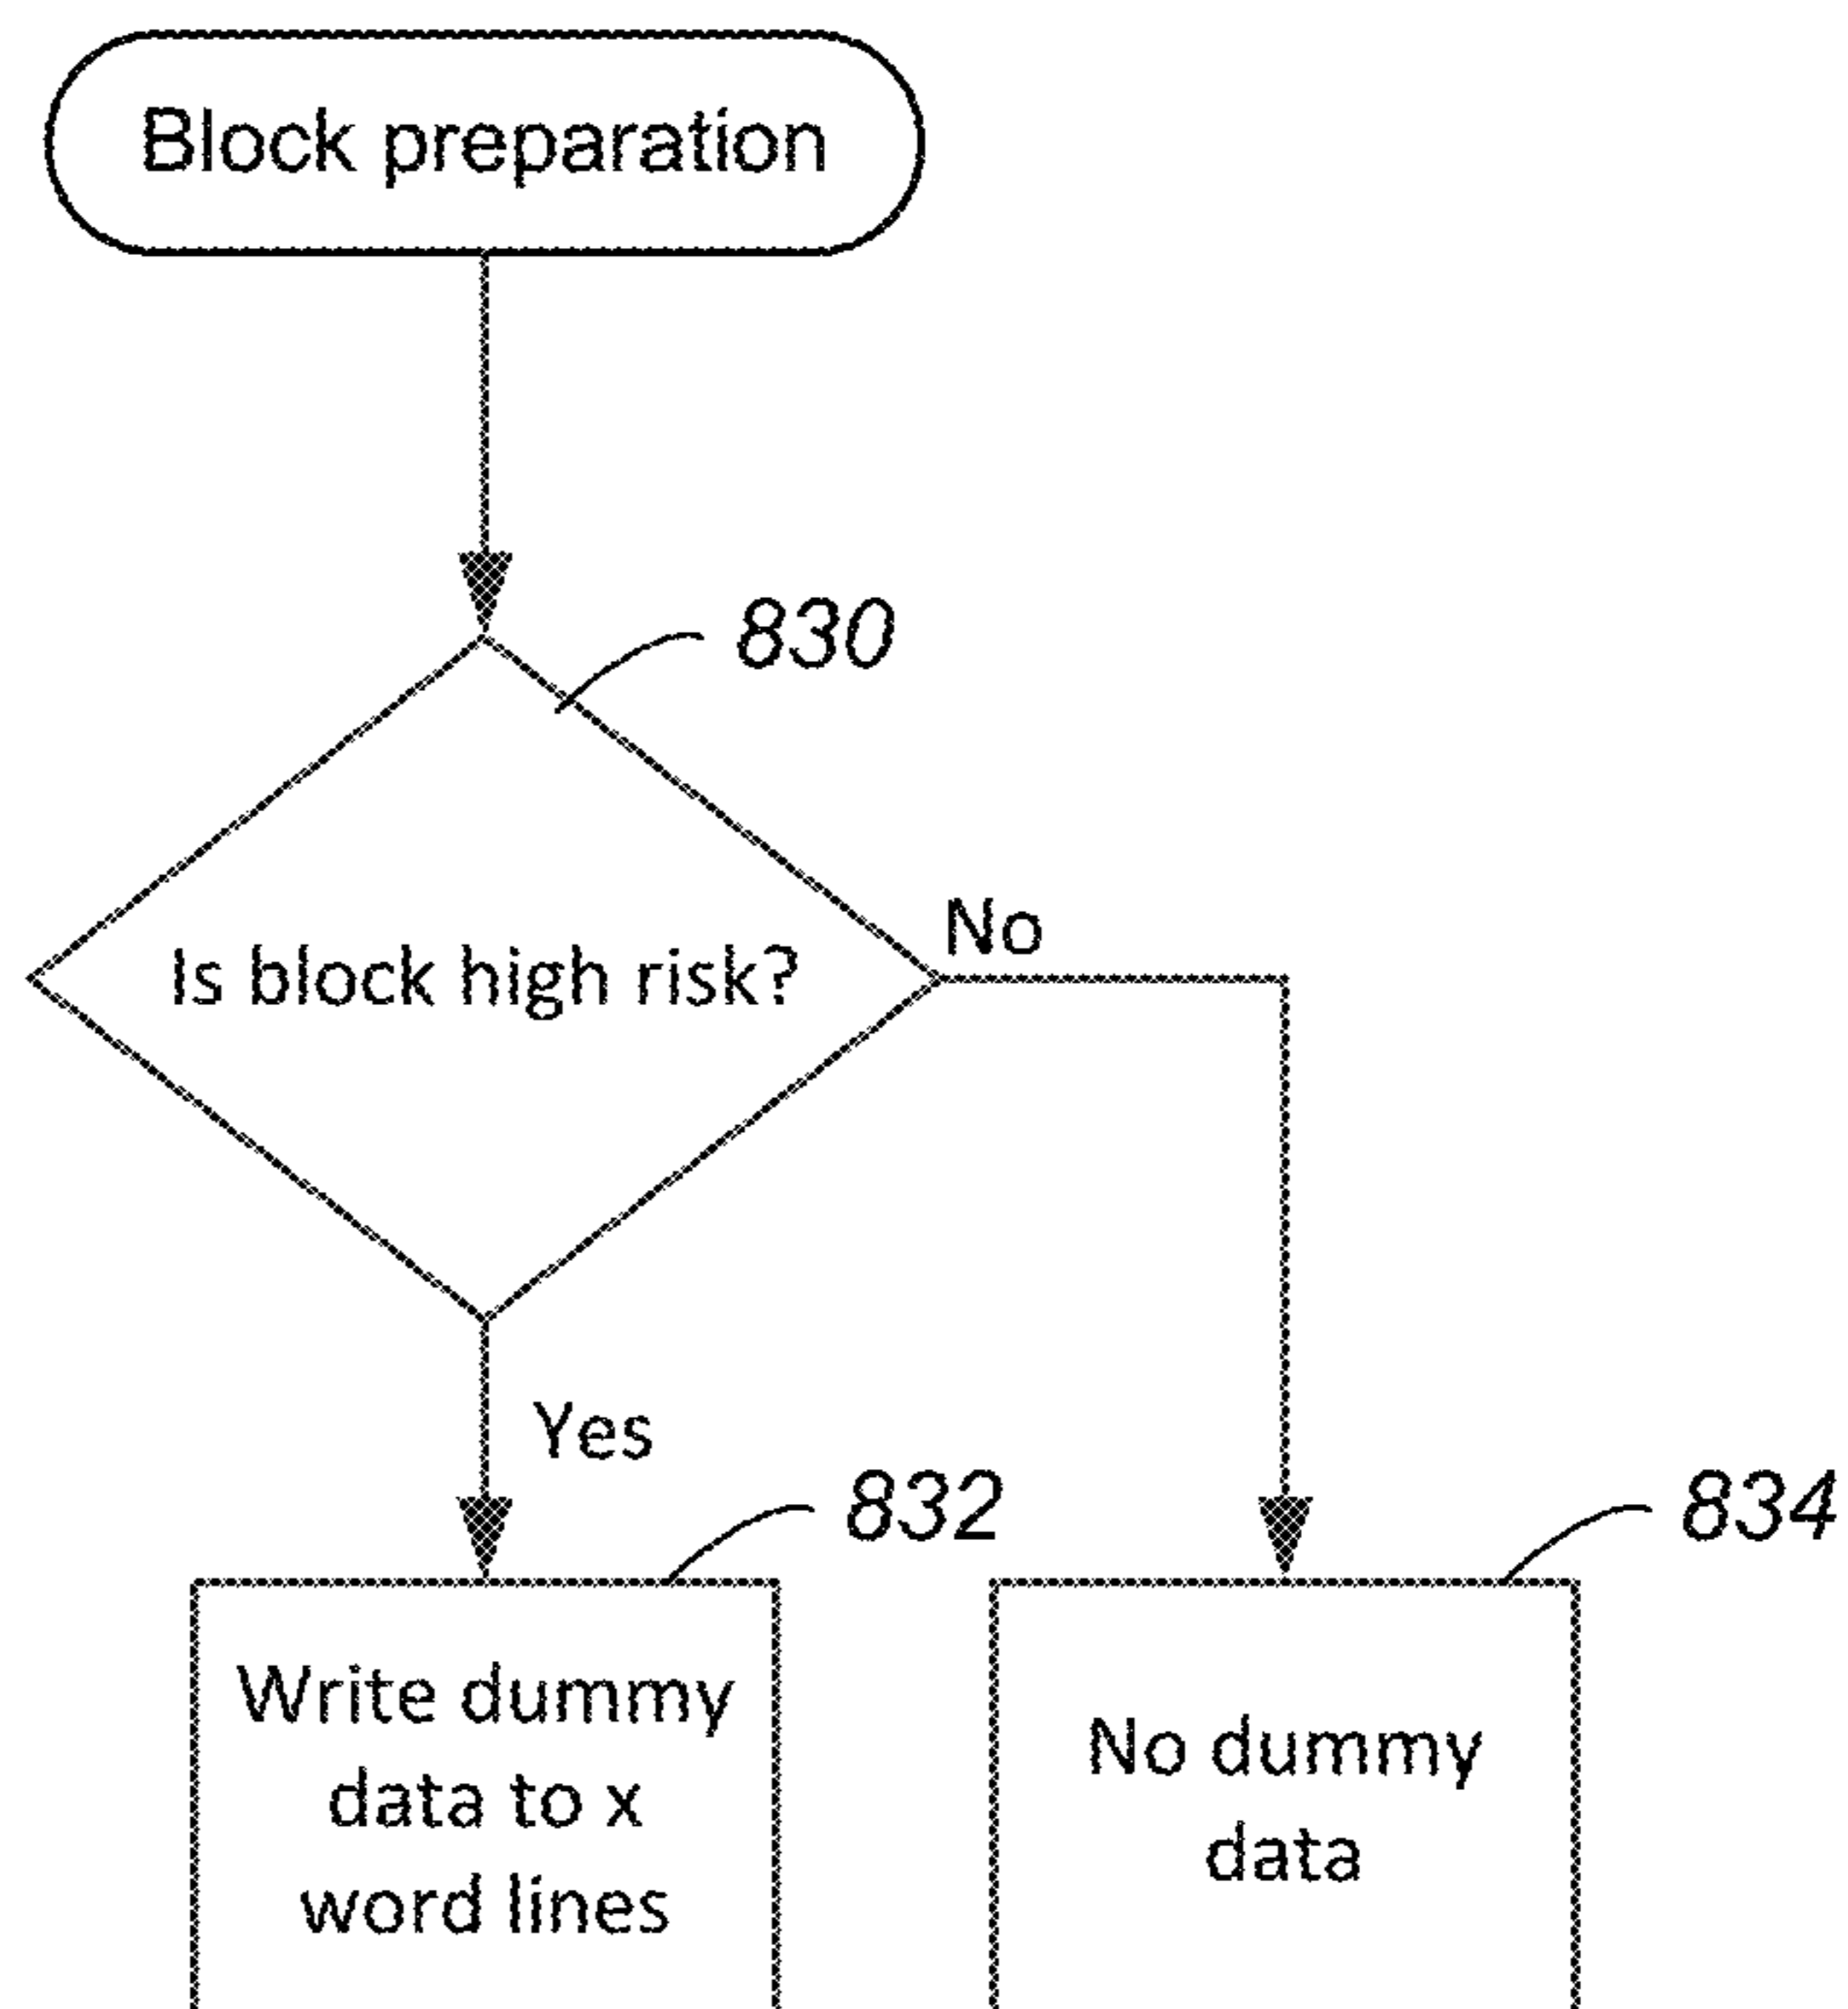 Block preparation
830
Is block high risk?
No
Yes
832
834
Write dummy
data to x
word lines
No dummy
data